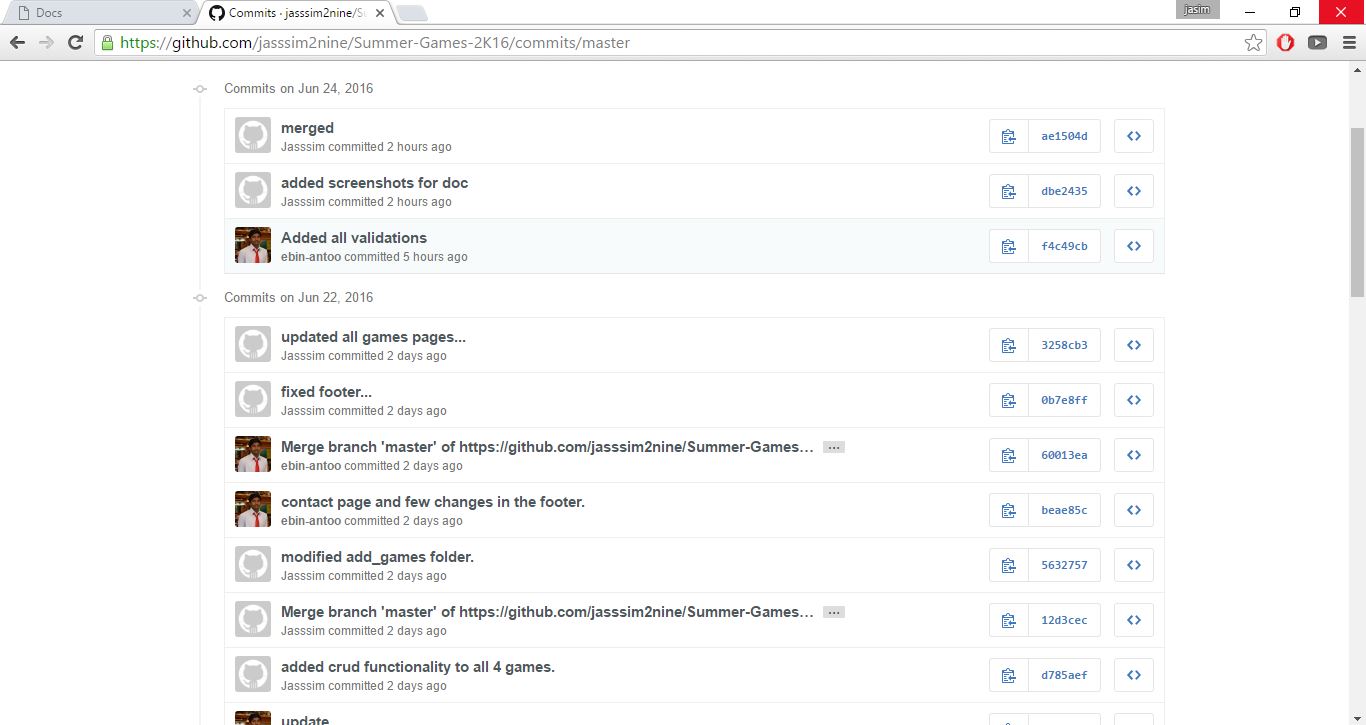 Docs
Commits · jasssim2nine/Su
jasim
https://github.com/jasssim2nine/Summer-Games-2K16/commits/master
Commits on Jun 24, 2016
merged
Jasssim committed 2 hours ago
ae1504d
added screenshots for doc
Jasssim committed 2 hours ago
dbe2435
Added all validations
ebin-antoo committed 5 hours ago
f4c49cb
Commits on Jun 22, 2016
updated all games pages...
Jasssim committed 2 days ago
3258cb3
fixed footer...
Jasssim committed 2 days ago
0b7e8ff
Merge branch 'master' of https://github.com/jasssim2nine/Summer-Games… …
ebin-antoo committed 2 days ago
60013ea
contact page and few changes in the footer.
ebin-antoo committed 2 days ago
beae85c
modified add_games folder.
Jasssim committed 2 days ago
5632757
Merge branch 'master' of https://github.com/jasssim2nine/Summer-Games… …
Jasssim committed 2 days ago
12d3cec
added crud functionality to all 4 games.
Jasssim committed 2 days ago
d785aef
update